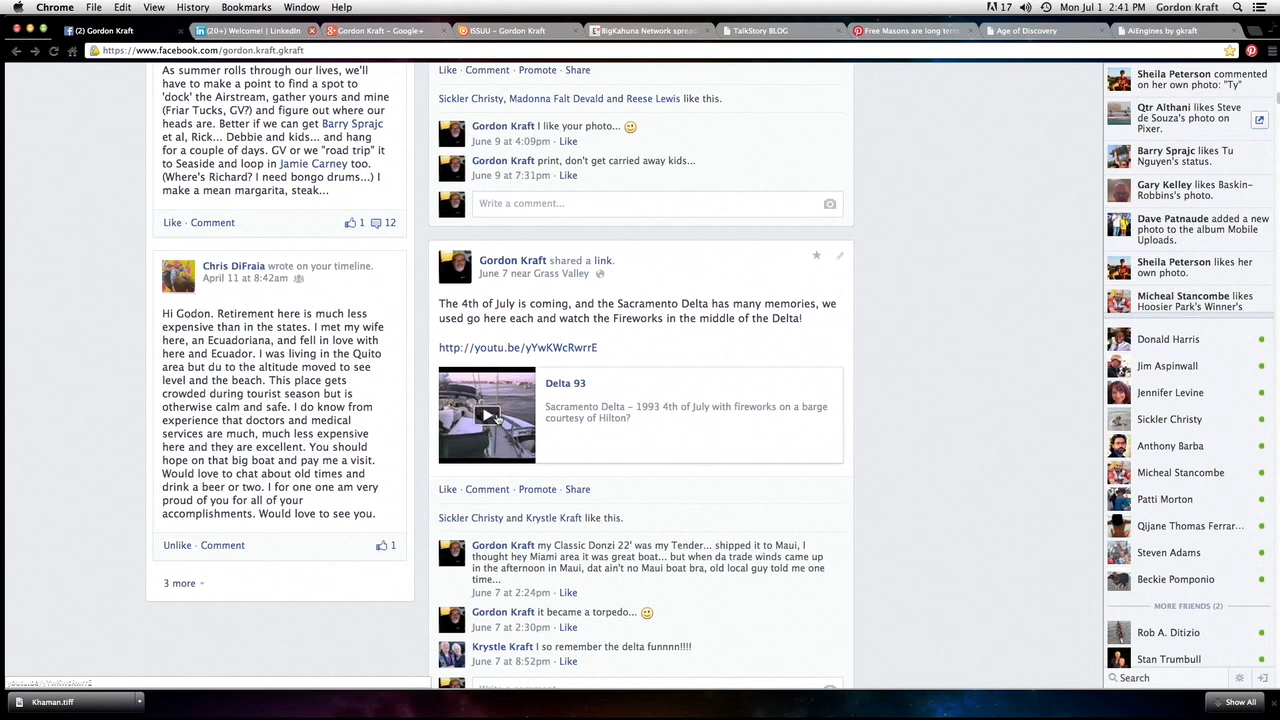 Chrome File Edit View History Bookmarks Window Help
17 Mon Jul 1 2:41 PM Gordon Kraft
(2) Gordon Kraft
(20+) Welcome! | LinkedIn
Gordon Kraft - Google+
ISSUU - Gordon Kraft
BigKahuna Network sprea
TalkStory BLOG
Free Masons are long term
Age of Discovery
AiEngines by gkraft
https://www.facebook.com/gordon.kraft.gkraft
As summer rolls through our lives, we'll
have to make a point to find a spot to
'dock' the Airstream, gather yours and mine
(Friar Tucks, GV?) and figure out where our
heads are. Better if we can get Barry Sprajc
et al, Rick... Debbie and kids... and hang
for a couple of days. GV or we "road trip" it
to Seaside and loop in Jamie Carney too.
(Where's Richard? I need bongo drums...) I
make a mean margarita, steak...
Like · Comment 1 12
Chris DiFraia wrote on your timeline.
April 11 at 8:42am
Hi Godon. Retirement here is much less
expensive than in the states. I met my wife
here, an Ecuadoriana, and fell in love with
here and Ecuador. I was living in the Quito
area but du to the altitude moved to see
level and the beach. This place gets
crowded during tourist season but is
otherwise calm and safe. I do know from
experience that doctors and medical
services are much, much less expensive
here and they are excellent. You should
hope on that big boat and pay me a visit.
Would love to chat about old times and
drink a beer or two. I for one one am very
proud of you for all of your
accomplishments. Would love to see you.
Unlike · Comment 1
3 more
Like · Comment · Promote · Share
Sickler Christy, Madonna Falt Devald and Reese Lewis like this.
Gordon Kraft I like your photo...
June 9 at 4:09pm · Like
Gordon Kraft print, don't get carried away kids...
June 9 at 7:31pm · Like
Write a comment...
Gordon Kraft shared a link.
June 7 near Grass Valley
The 4th of July is coming, and the Sacramento Delta has many memories, we
used go here each and watch the Fireworks in the middle of the Delta!
http://youtu.be/yYwKWcRwrrE
Delta 93
Sacramento Delta - 1993 4th of July with fireworks on a barge
courtesy of Hilton?
Like · Comment · Promote · Share
Sickler Christy and Krystle Kraft like this.
Gordon Kraft my Classic Donzi 22' was my Tender... shipped it to Maui, I
thought hey Miami area it was great boat... but when da trade winds came up
in the afternoon in Maui, dat ain't no Maui boat bra, old local guy told me one
time...
June 7 at 2:24pm · Like
Gordon Kraft it became a torpedo...
June 7 at 2:30pm · Like
Krystle Kraft I so remember the delta funnn!!!!
June 7 at 8:52pm · Like
Write a comment...
Sheila Peterson commented
on her own photo: "Ty"
Qtr Althani likes Steve
de Souza's photo on
Pixer.
Barry Sprajc likes Tu
Nguyen's status.
Gary Kelley likes Baskin-
Robbins's photo.
Dave Patnaude added a new
photo to the album Mobile
Uploads.
Sheila Peterson likes her
own photo.
Micheal Stancombe likes
Hoosier Park's Winner's
Donald Harris
Jim Aspinwall
Jennifer Levine
Sickler Christy
Anthony Barba
Micheal Stancombe
Patti Morton
Qijane Thomas Ferrar...
Steven Adams
Beckie Pomponio
MORE FRIENDS (2)
Rob A. Ditizio
Stan Trumbull
Search
youtu.be/yYwKWcRwrrE
Khaman.tiff
Show All